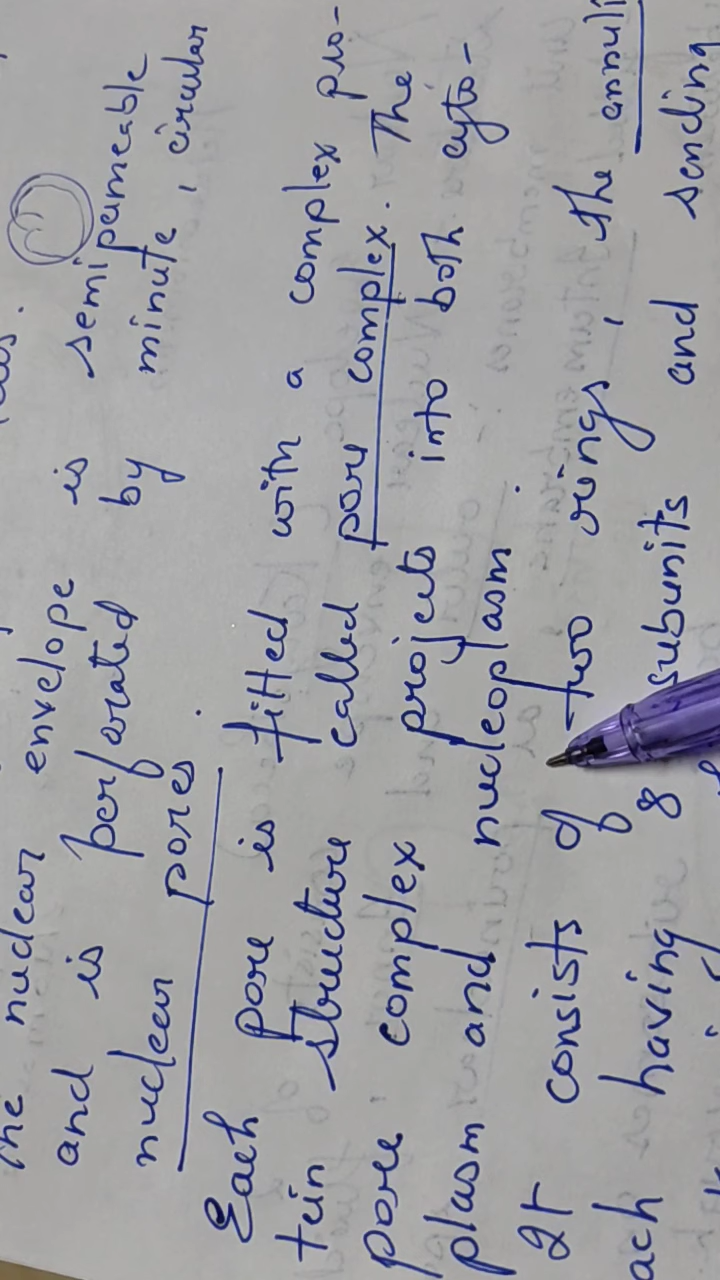 The nuclear envelope is semipermeable
and is perforated by minute, circular
nuclear pores.
Each pore is fitted with a complex pro-
tein structure called pore complex. The
pore complex projects into both cyto-
plasm and nucleoplasm.
It consists of two rings, the annuli
each having 8 subunits and sending